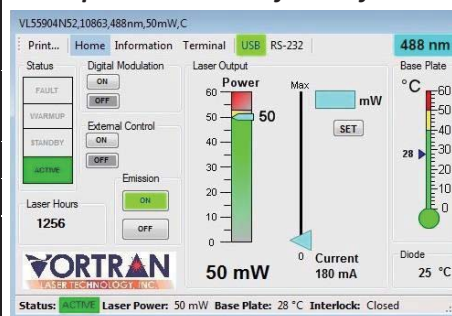 VL55904N52,10863,488nm,50mW,C
Print... Home Information Terminal USB RS-232 488 nm
Status Digital Modulation Laser Output Base Plate
FAULT
WARMUP
STANDBY
ACTIVE
ON
OFF
External Control
ON
OFF
Emission
ON
OFF
Laser Hours
1256
Power
60
50
40
30
20
10
0
50
50 mW
Max
0
mW
SET
Current
180 mA
°C
60
50
40
30
20
10
0
28
Diode
25 °C
VORTRAN
LASER TECHNOLOGY, INC.
Status: ACTIVE Laser Power: 50 mW Base Plate: 28 °C Interlock: Closed